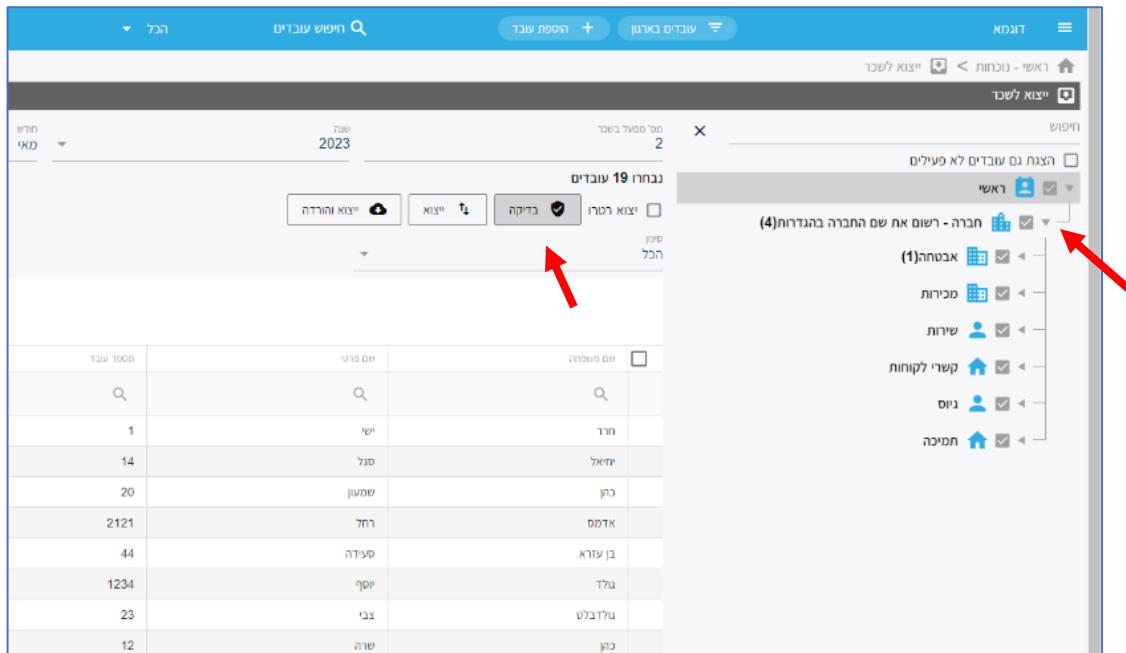 דוגמא
עובדים בארגון
הוספת עובד
חיפוש עובדים
הכל
ראשי - נוכחות > ייצוא לשכר
ייצוא לשכר
חיפוש
הצגת גם עובדים לא פעילים
ראשי
חברה - רשום את שם החברה בהגדרות(4)
אבטחה(1)
מכירות
שירות
קשרי לקוחות
גיוס
תמיכה
מס' מפעל בשכר
2
שנה
2023
חודש
מאי
נבחרו 19 עובדים
יצוא רטרו
בדיקה
ייצוא
ייצוא והורדה
סינון
הכל
שם משפחה שם פרטי מספר עובד
חרר ישי 1
יחיאל סגל 14
כהן שמעון 20
אדמס רחל 2121
בן עזרא סעידה 44
גולד יוסף 1234
גולדבלט צבי 23
כהן שרה 12